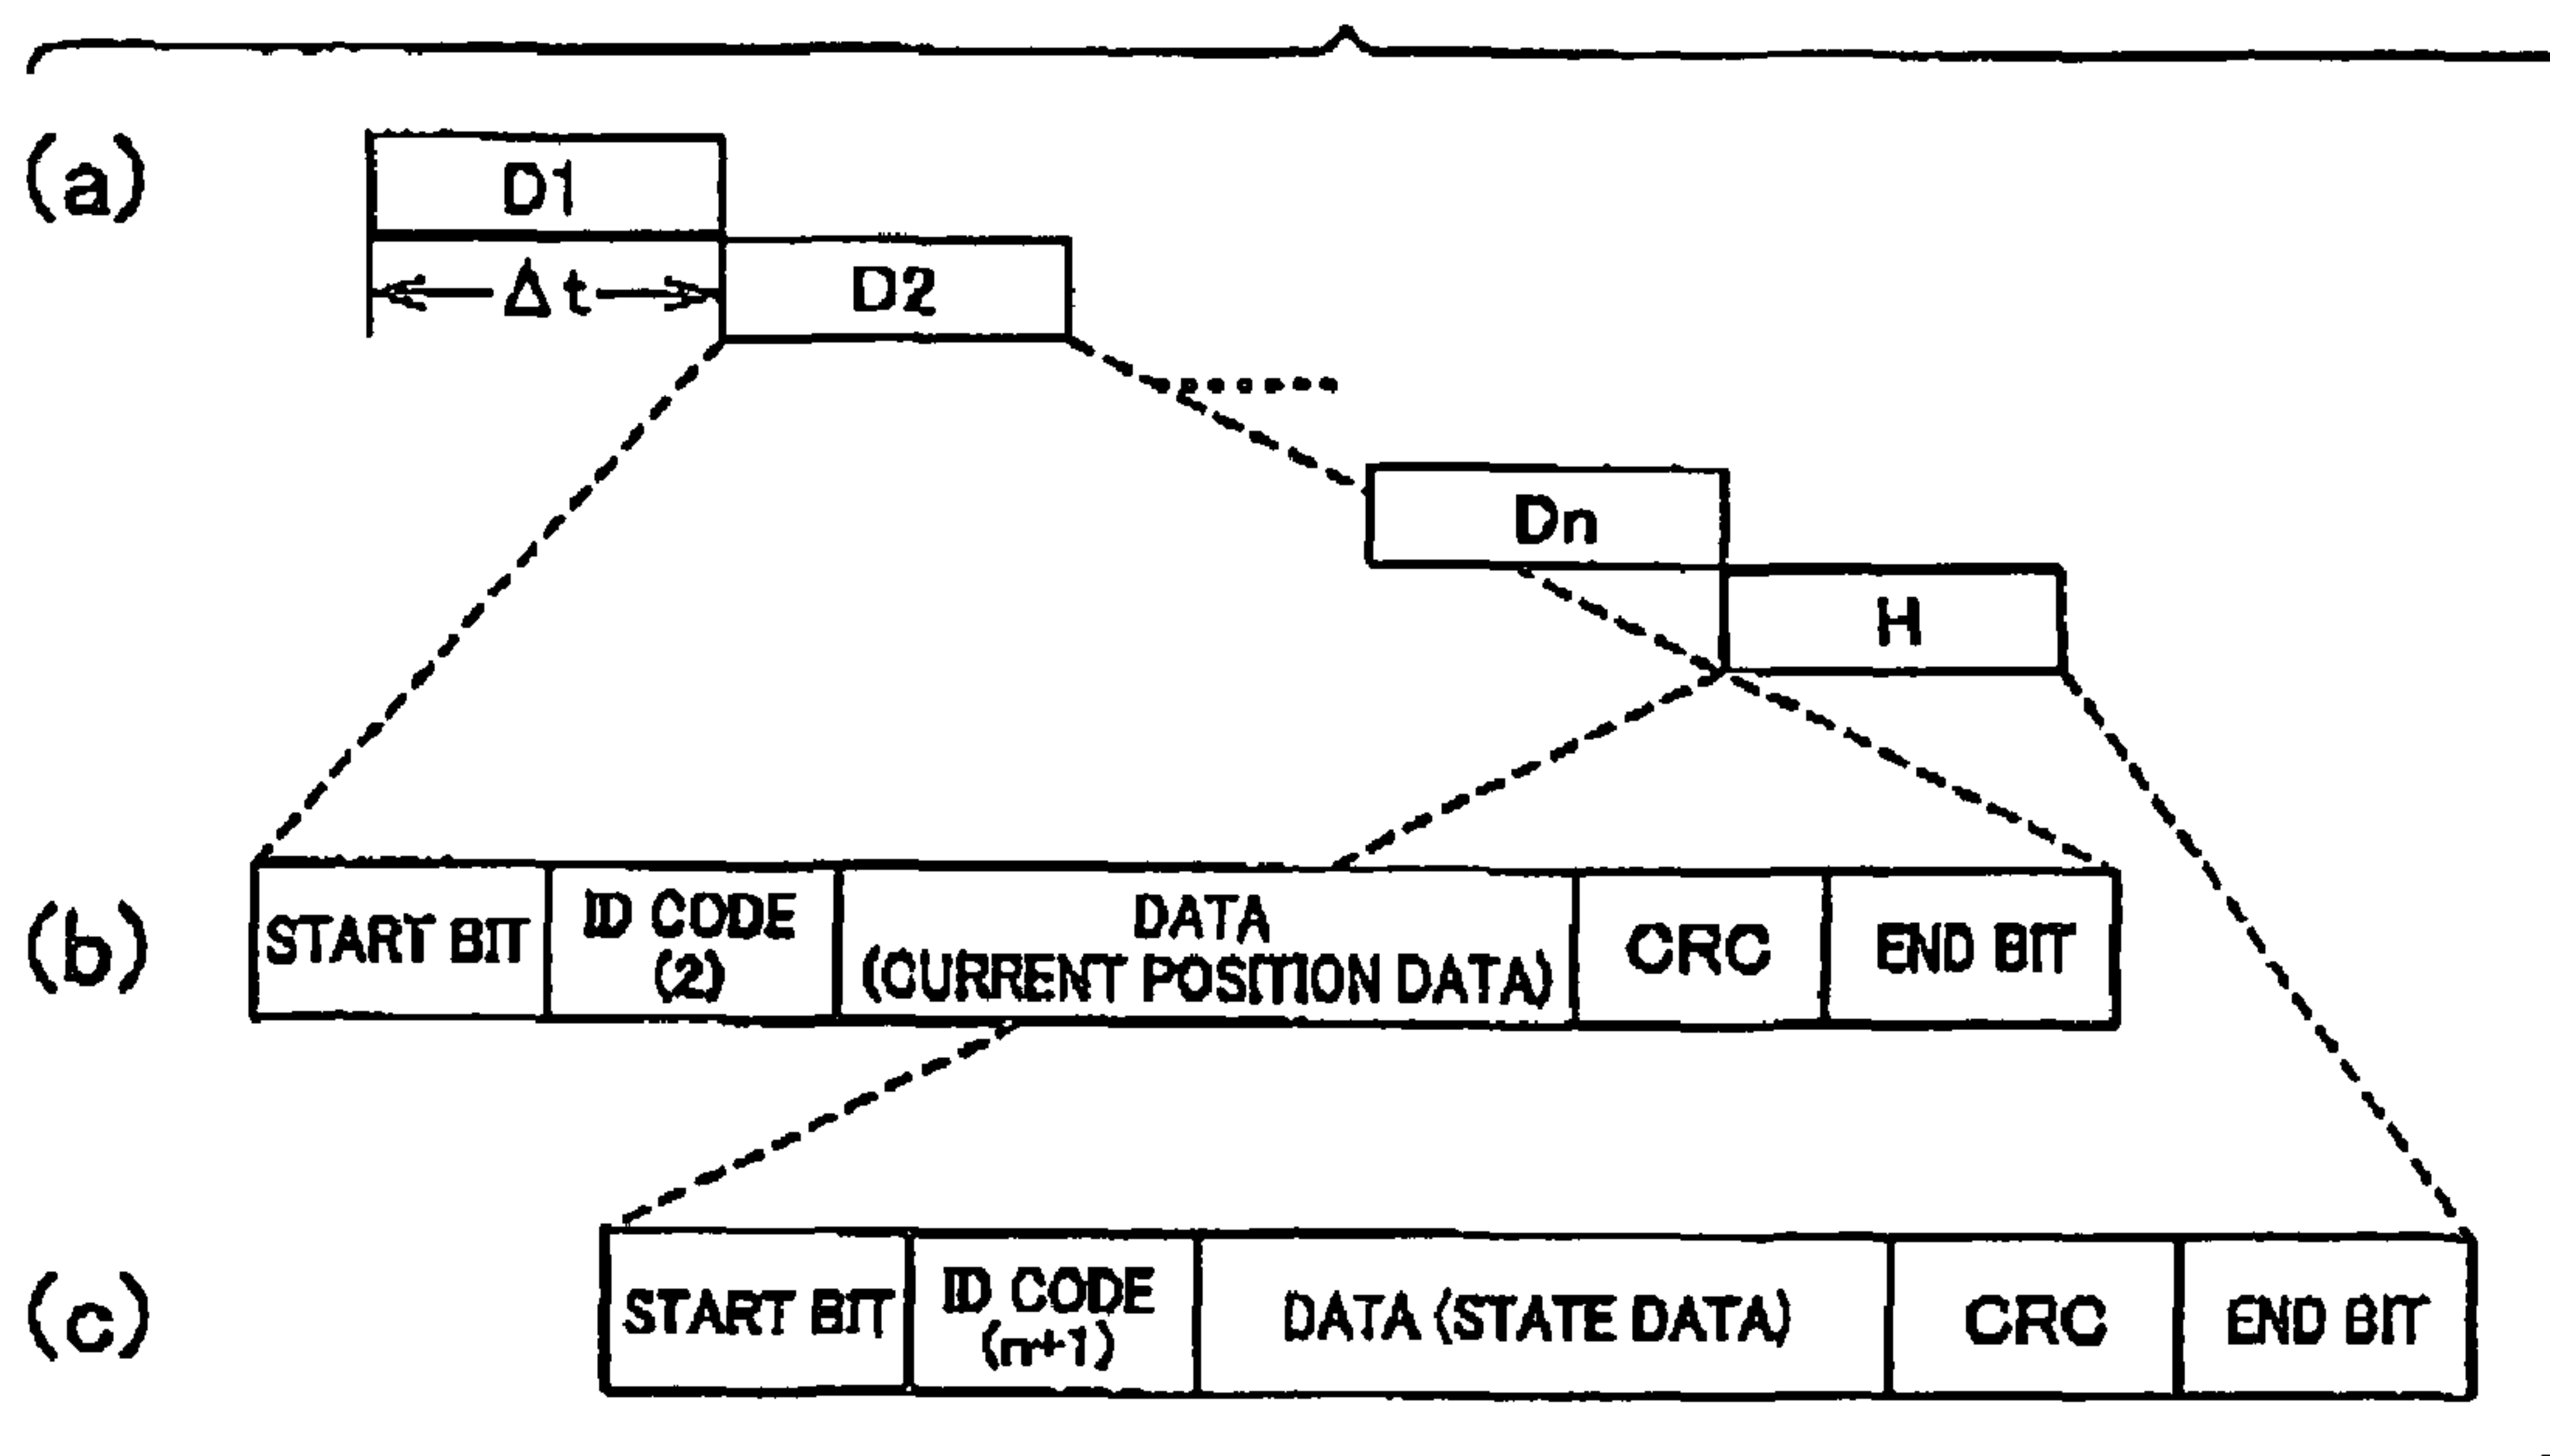 (a)
D1
Δt
D2
Dn
H
(b)
START BIT
ID CODE
(2)
DATA
(CURRENT POSITION DATA)
CRC
END BIT
(c)
START BIT
ID CODE
(n+1)
DATA (STATE DATA)
CRC
END BIT